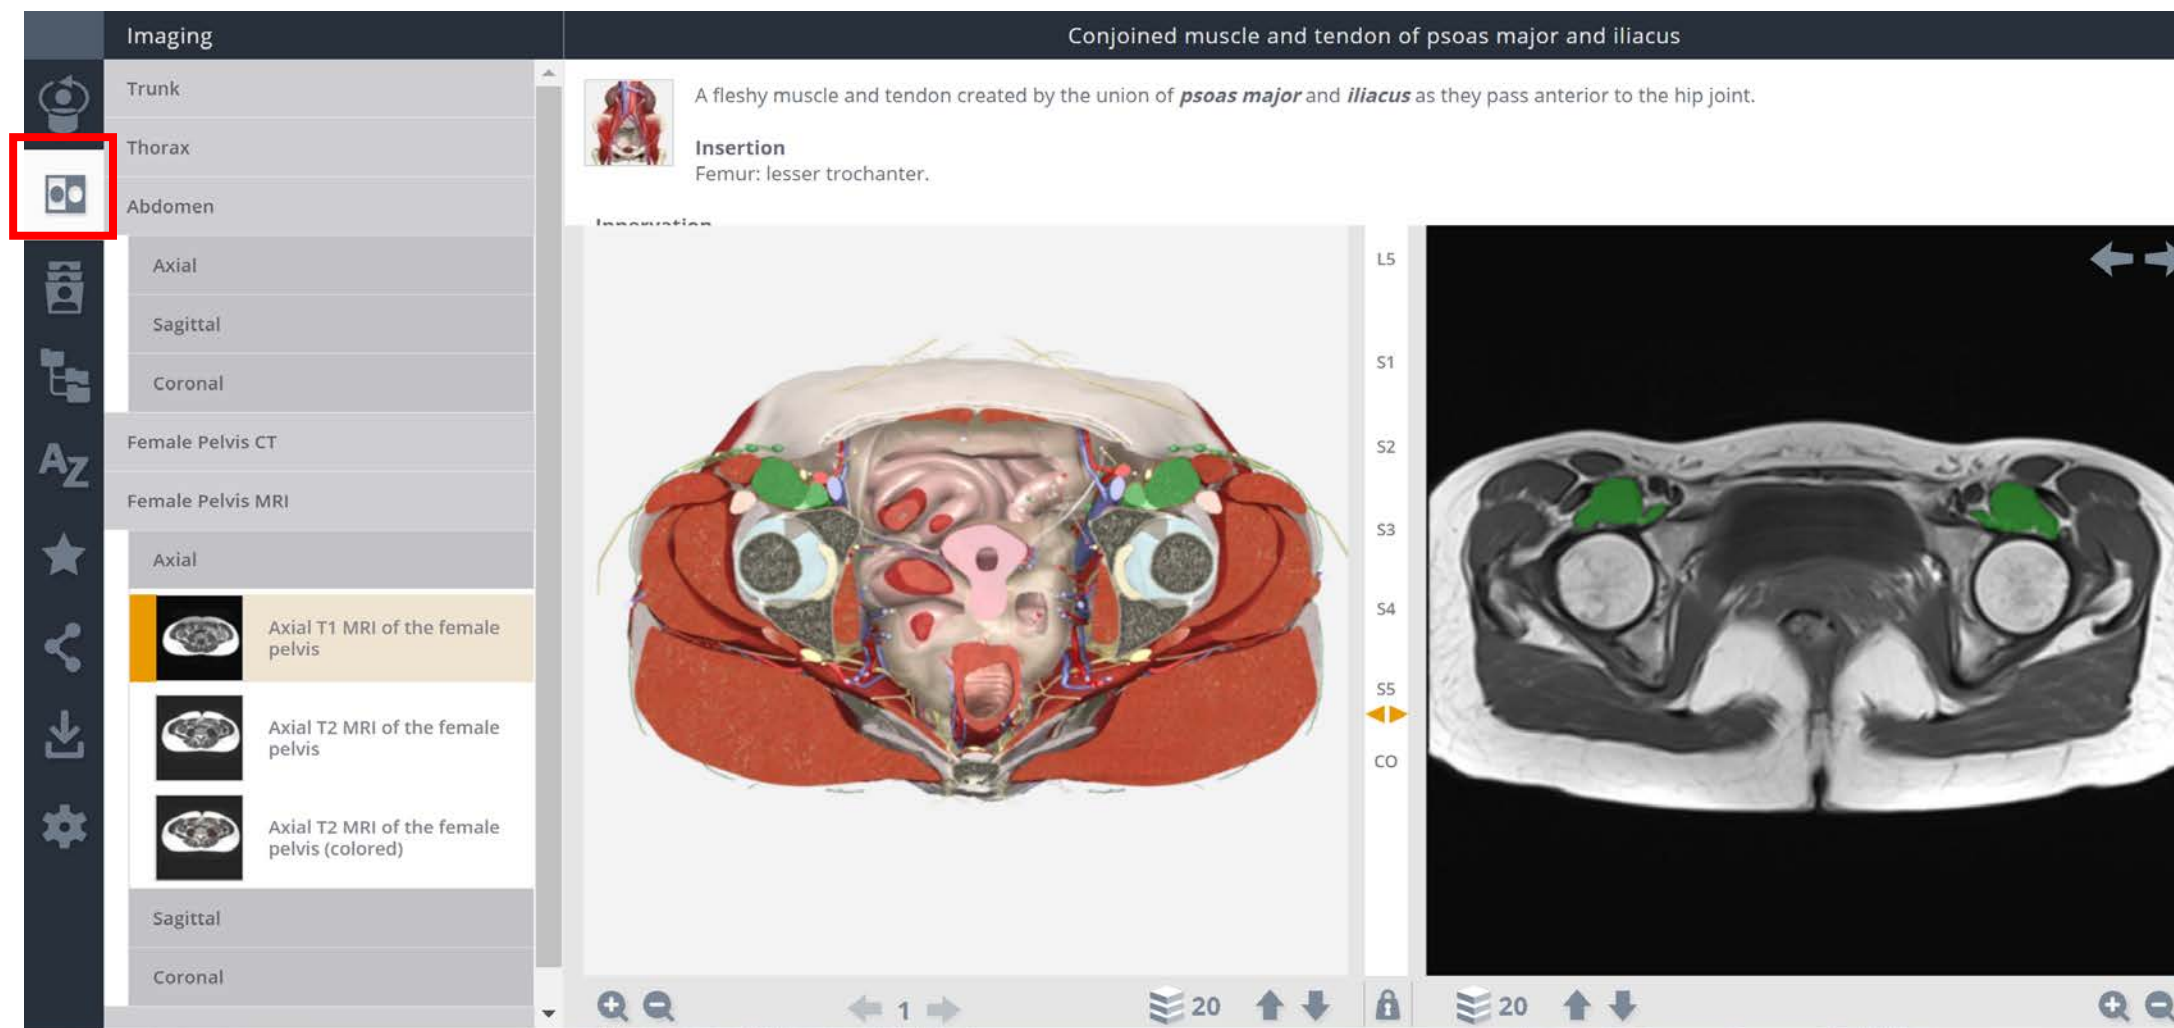 Imaging
Conjoined muscle and tendon of psoas major and iliacus
Trunk
Thorax
Abdomen
Axial
Sagittal
Coronal
Female Pelvis CT
Female Pelvis MRI
Axial
Axial T1 MRI of the female
pelvis
Axial T2 MRI of the female
pelvis
Axial T2 MRI of the female
pelvis (colored)
Sagittal
Coronal
AZ
A fleshy muscle and tendon created by the union of psoas major and iliacus as they pass anterior to the hip joint.
Insertion
Femur: lesser trochanter.
Innervation
L5
S1
S2
S3
S4
S5
CO
1
20
20